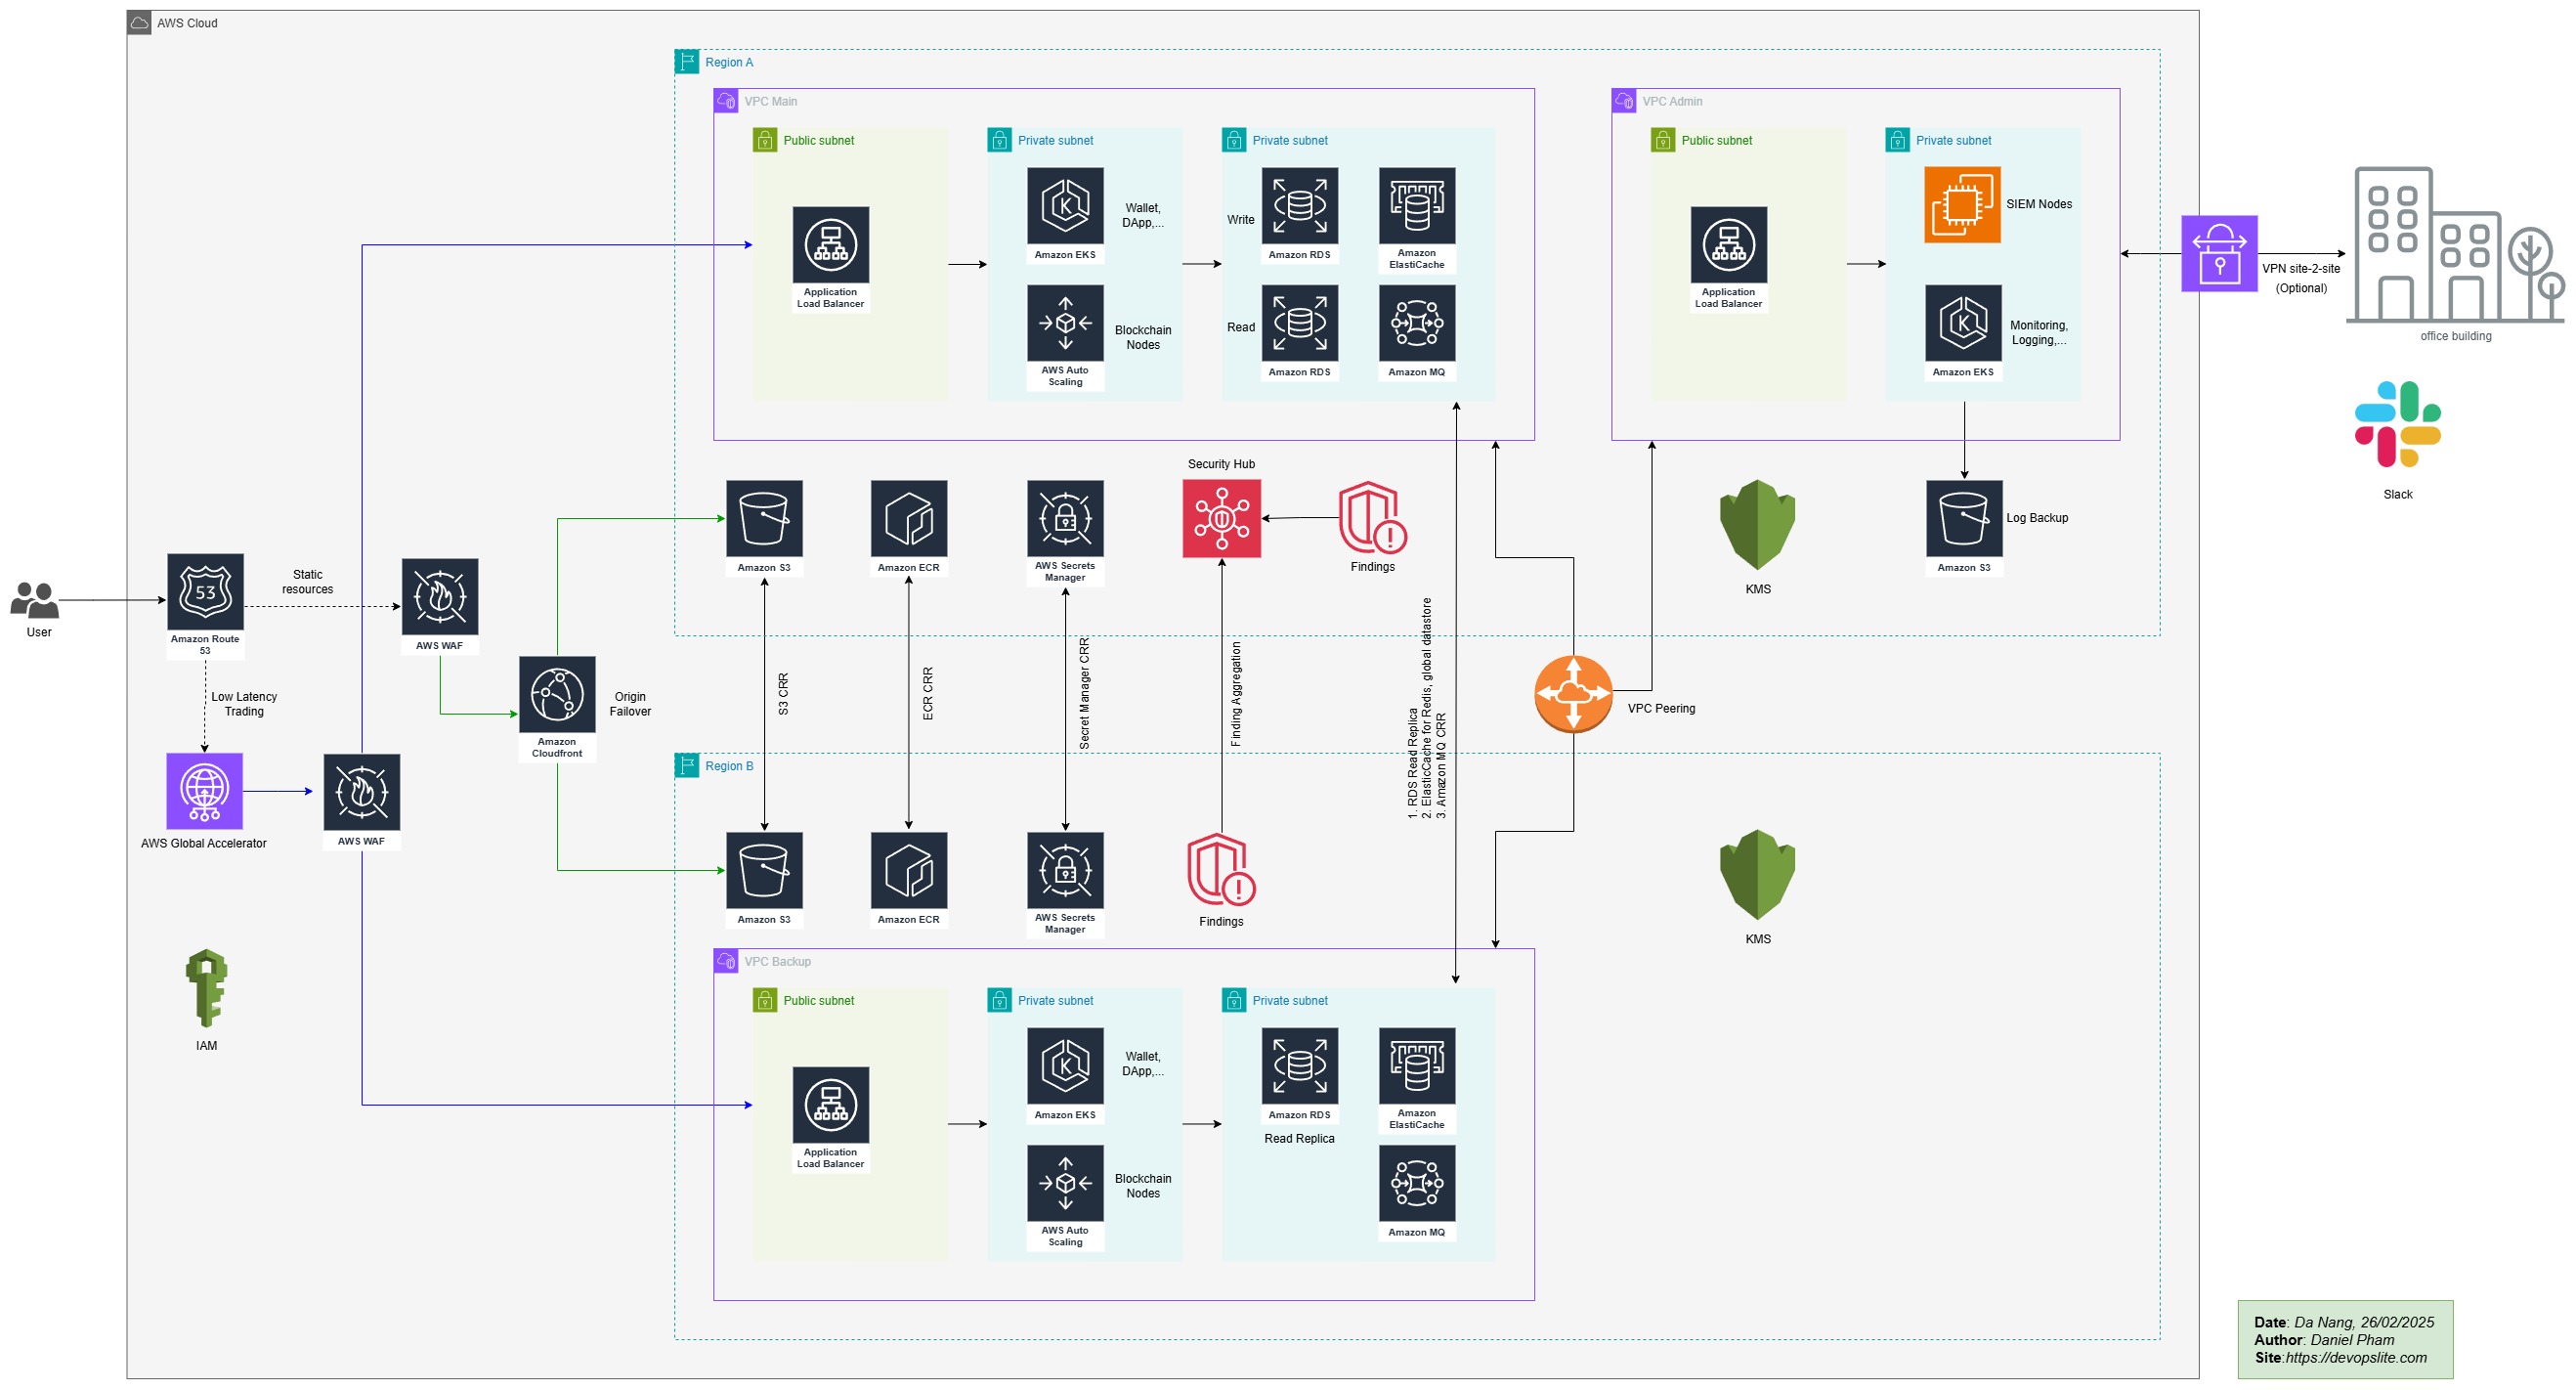 AWS Cloud
Region A
VPC Main
Public subnet
Application
Load Balancer
Private subnet
Amazon EKS
Wallet,
DApp,...
AWS Auto
Scaling
Blockchain
Nodes
Private subnet
Write
Amazon RDS
Amazon
ElastiCache
Read
Amazon RDS
Amazon MQ
VPC Admin
Public subnet
Application
Load Balancer
Private subnet
SIEM Nodes
Amazon EKS
Monitoring,
Logging,...
VPN site-2-site
(Optional)
office building
Slack
Amazon S3
Amazon ECR
AWS Secrets
Manager
Security Hub
Findings
KMS
Amazon S3
Log Backup
User
53
Amazon Route
53
Static
resources
AWS WAF
Low Latency
Trading
Amazon
Cloudfront
Origin
Failover
AWS Global Accelerator
AWS WAF
IAM
S3 CRR
ECR CRR
Secret Manager CRR
Finding Aggregation
1. RDS Read Replica
2. ElasticCache for Redis, global datastore
3. Amazon MQ CRR
VPC Peering
Region B
Amazon S3
Amazon ECR
AWS Secrets
Manager
Findings
KMS
VPC Backup
Public subnet
Application
Load Balancer
Private subnet
Amazon EKS
Wallet,
DApp,...
AWS Auto
Scaling
Blockchain
Nodes
Private subnet
Amazon RDS
Read Replica
Amazon
ElastiCache
Amazon MQ
Date: Da Nang, 26/02/2025
Author: Daniel Pham
Site:https://devopslite.com